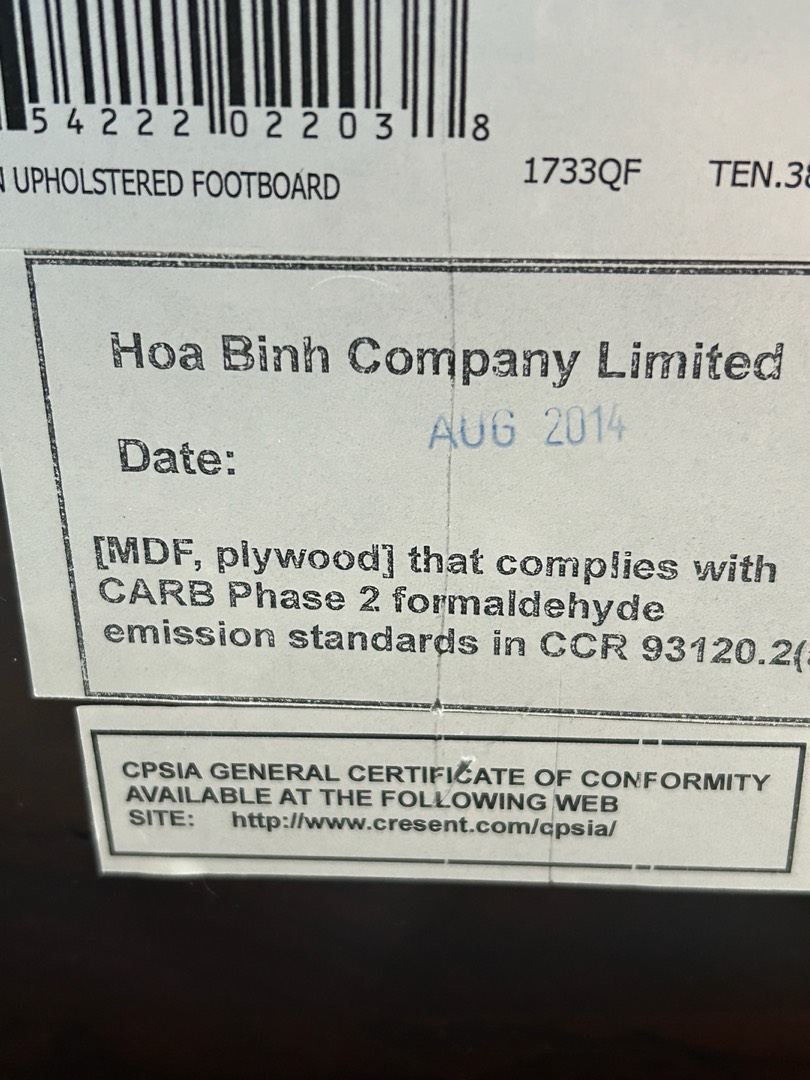 54222 02203 8
UPHOLSTERED FOOTBOARD 1733QF TEN.38
Hoa Binh Company Limited
AUG 2014
Date:
[MDF, plywood] that complies with
CARB Phase 2 formaldehyde
emission standards in CCR 93120.2(
CPSIA GENERAL CERTIFICATE OF CONFORMITY
AVAILABLE AT THE FOLLOWING WEB
SITE: http://www.cresent.com/cpsia/